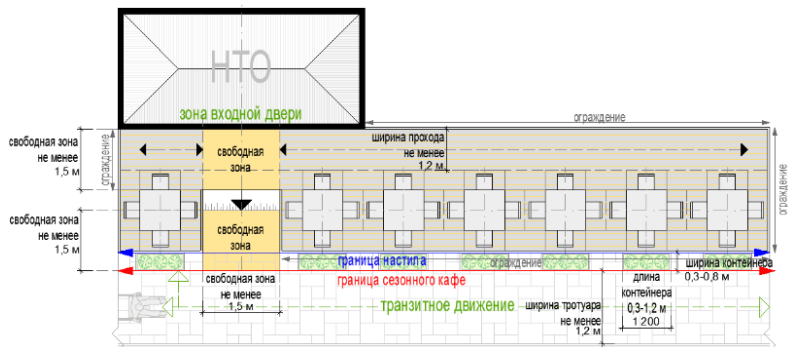 НТО
зона входной двери
ограждение
свободная зона
не менее
1,5 м
ограждение
свободная
зона
ширина прохода
не менее
1,2 м
ограждение
свободная зона
не менее
1,5 м
свободная
зона
граница настила
ограждение
ширина контейнера
0,3-0,8 м
граница сезонного кафе
свободная зона
не менее
1,5 м
транзитное движение
ширина тротуара
не менее
1,2 м
длина
контейнера
0,3-1,2 м
1 200